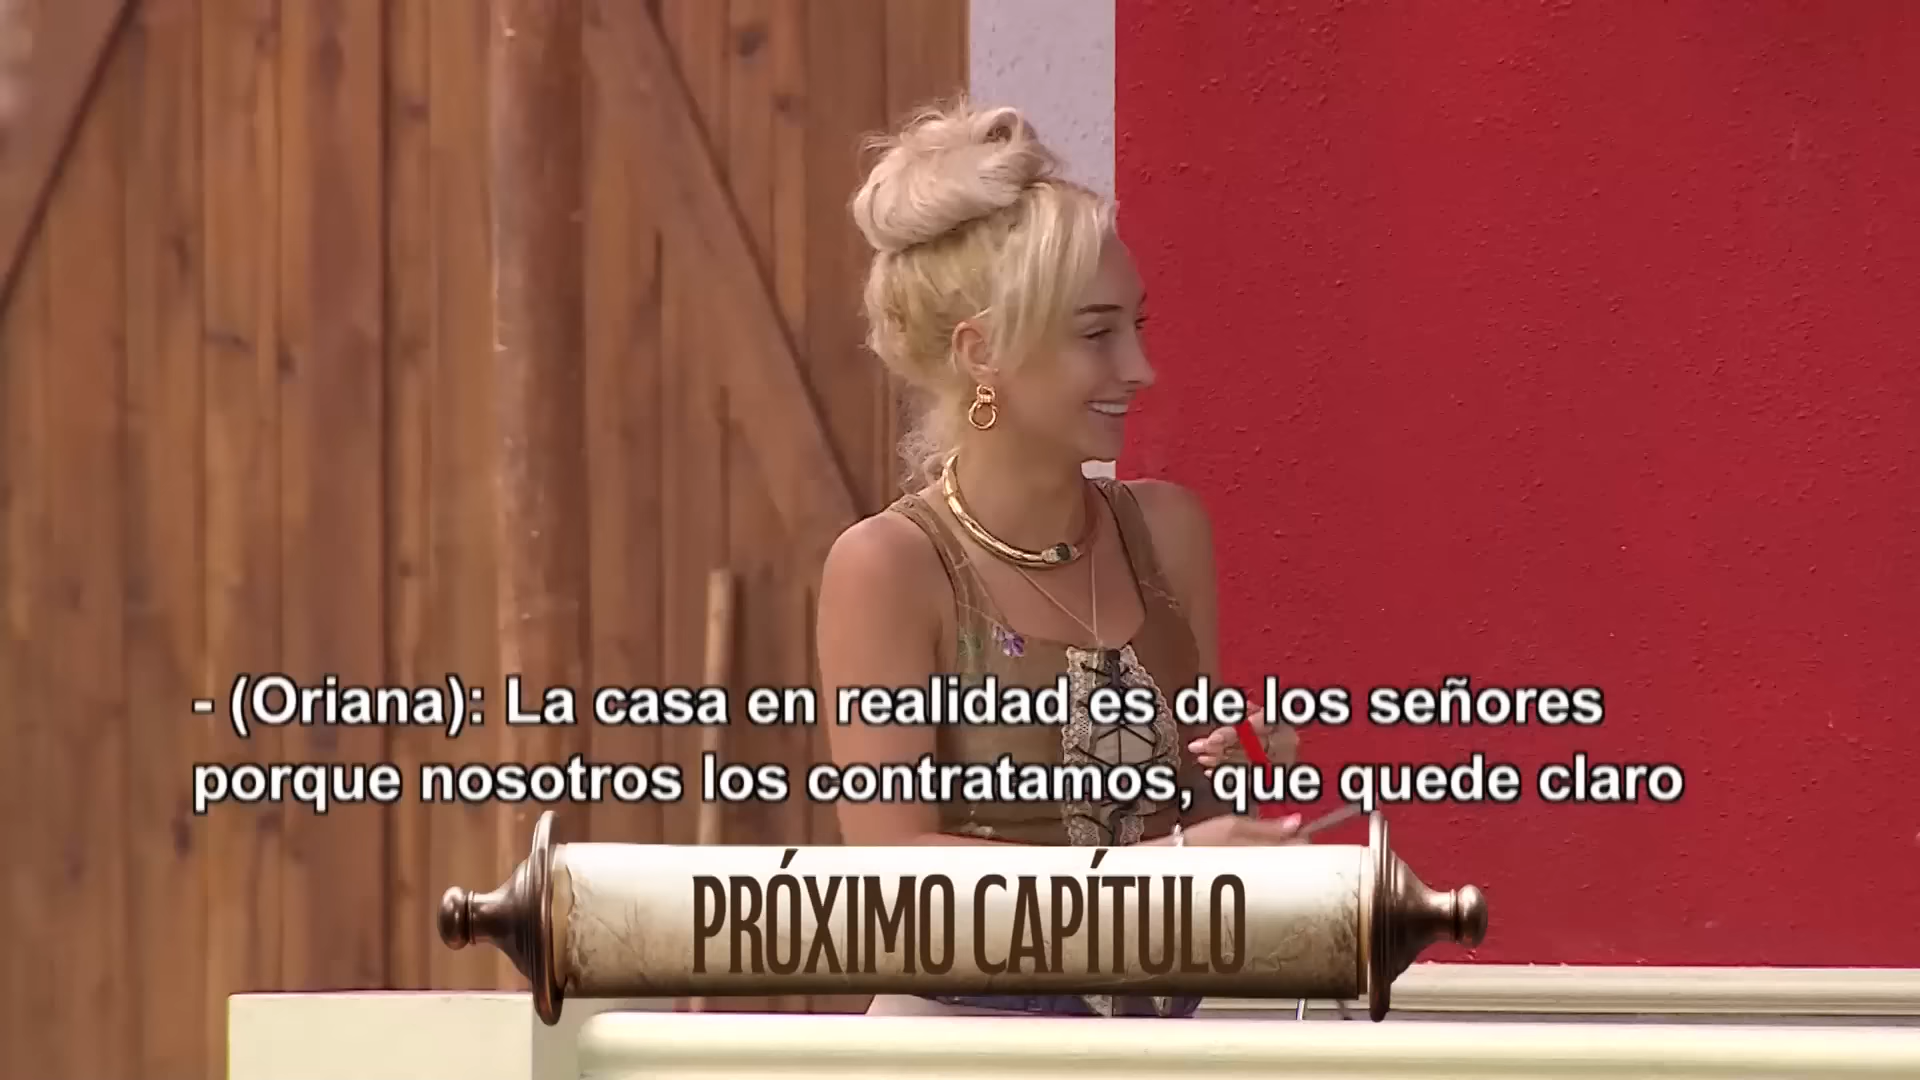 - (Oriana): La casa en realidad es de los señores
porque nosotros los contratamos, que quede claro
PRÓXIMO CAPÍTULO